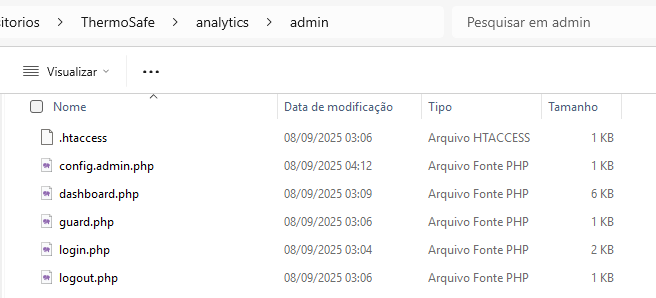 itorios > ThermoSafe > analytics > admin
Pesquisar em admin
Visualizar
Nome Data de modificação Tipo Tamanho
.htaccess 08/09/2025 03:06 Arquivo HTACCESS 1 KB
config.admin.php 08/09/2025 04:12 Arquivo Fonte PHP 1 KB
dashboard.php 08/09/2025 03:09 Arquivo Fonte PHP 6 KB
guard.php 08/09/2025 03:06 Arquivo Fonte PHP 1 KB
login.php 08/09/2025 03:04 Arquivo Fonte PHP 2 KB
logout.php 08/09/2025 03:06 Arquivo Fonte PHP 1 KB